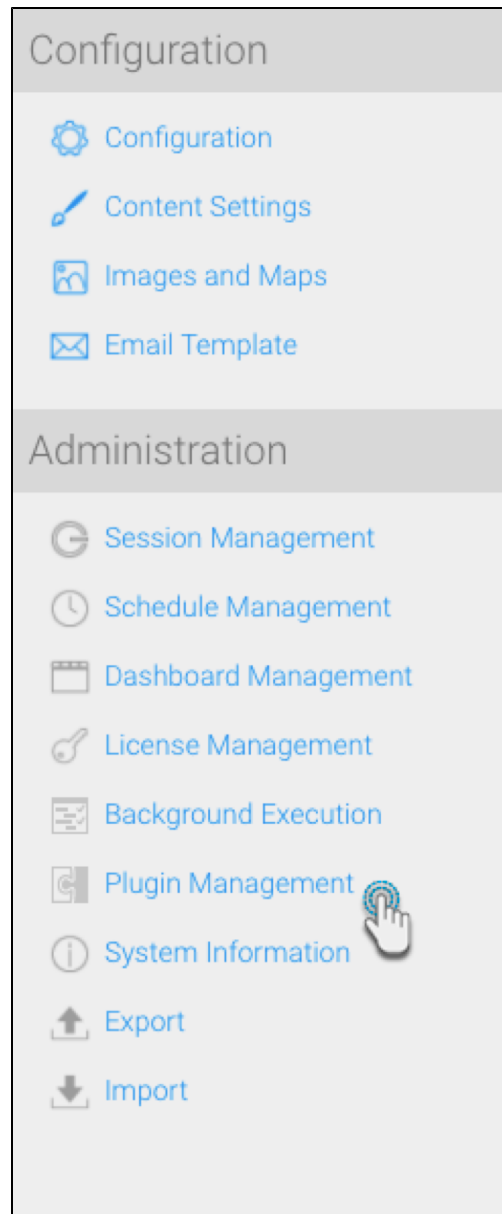 Configuration
Configuration
Content Settings
Images and Maps
Email Template
Administration
Session Management
Schedule Management
Dashboard Management
License Management
Background Execution
Plugin Management
System Information
Export
Import